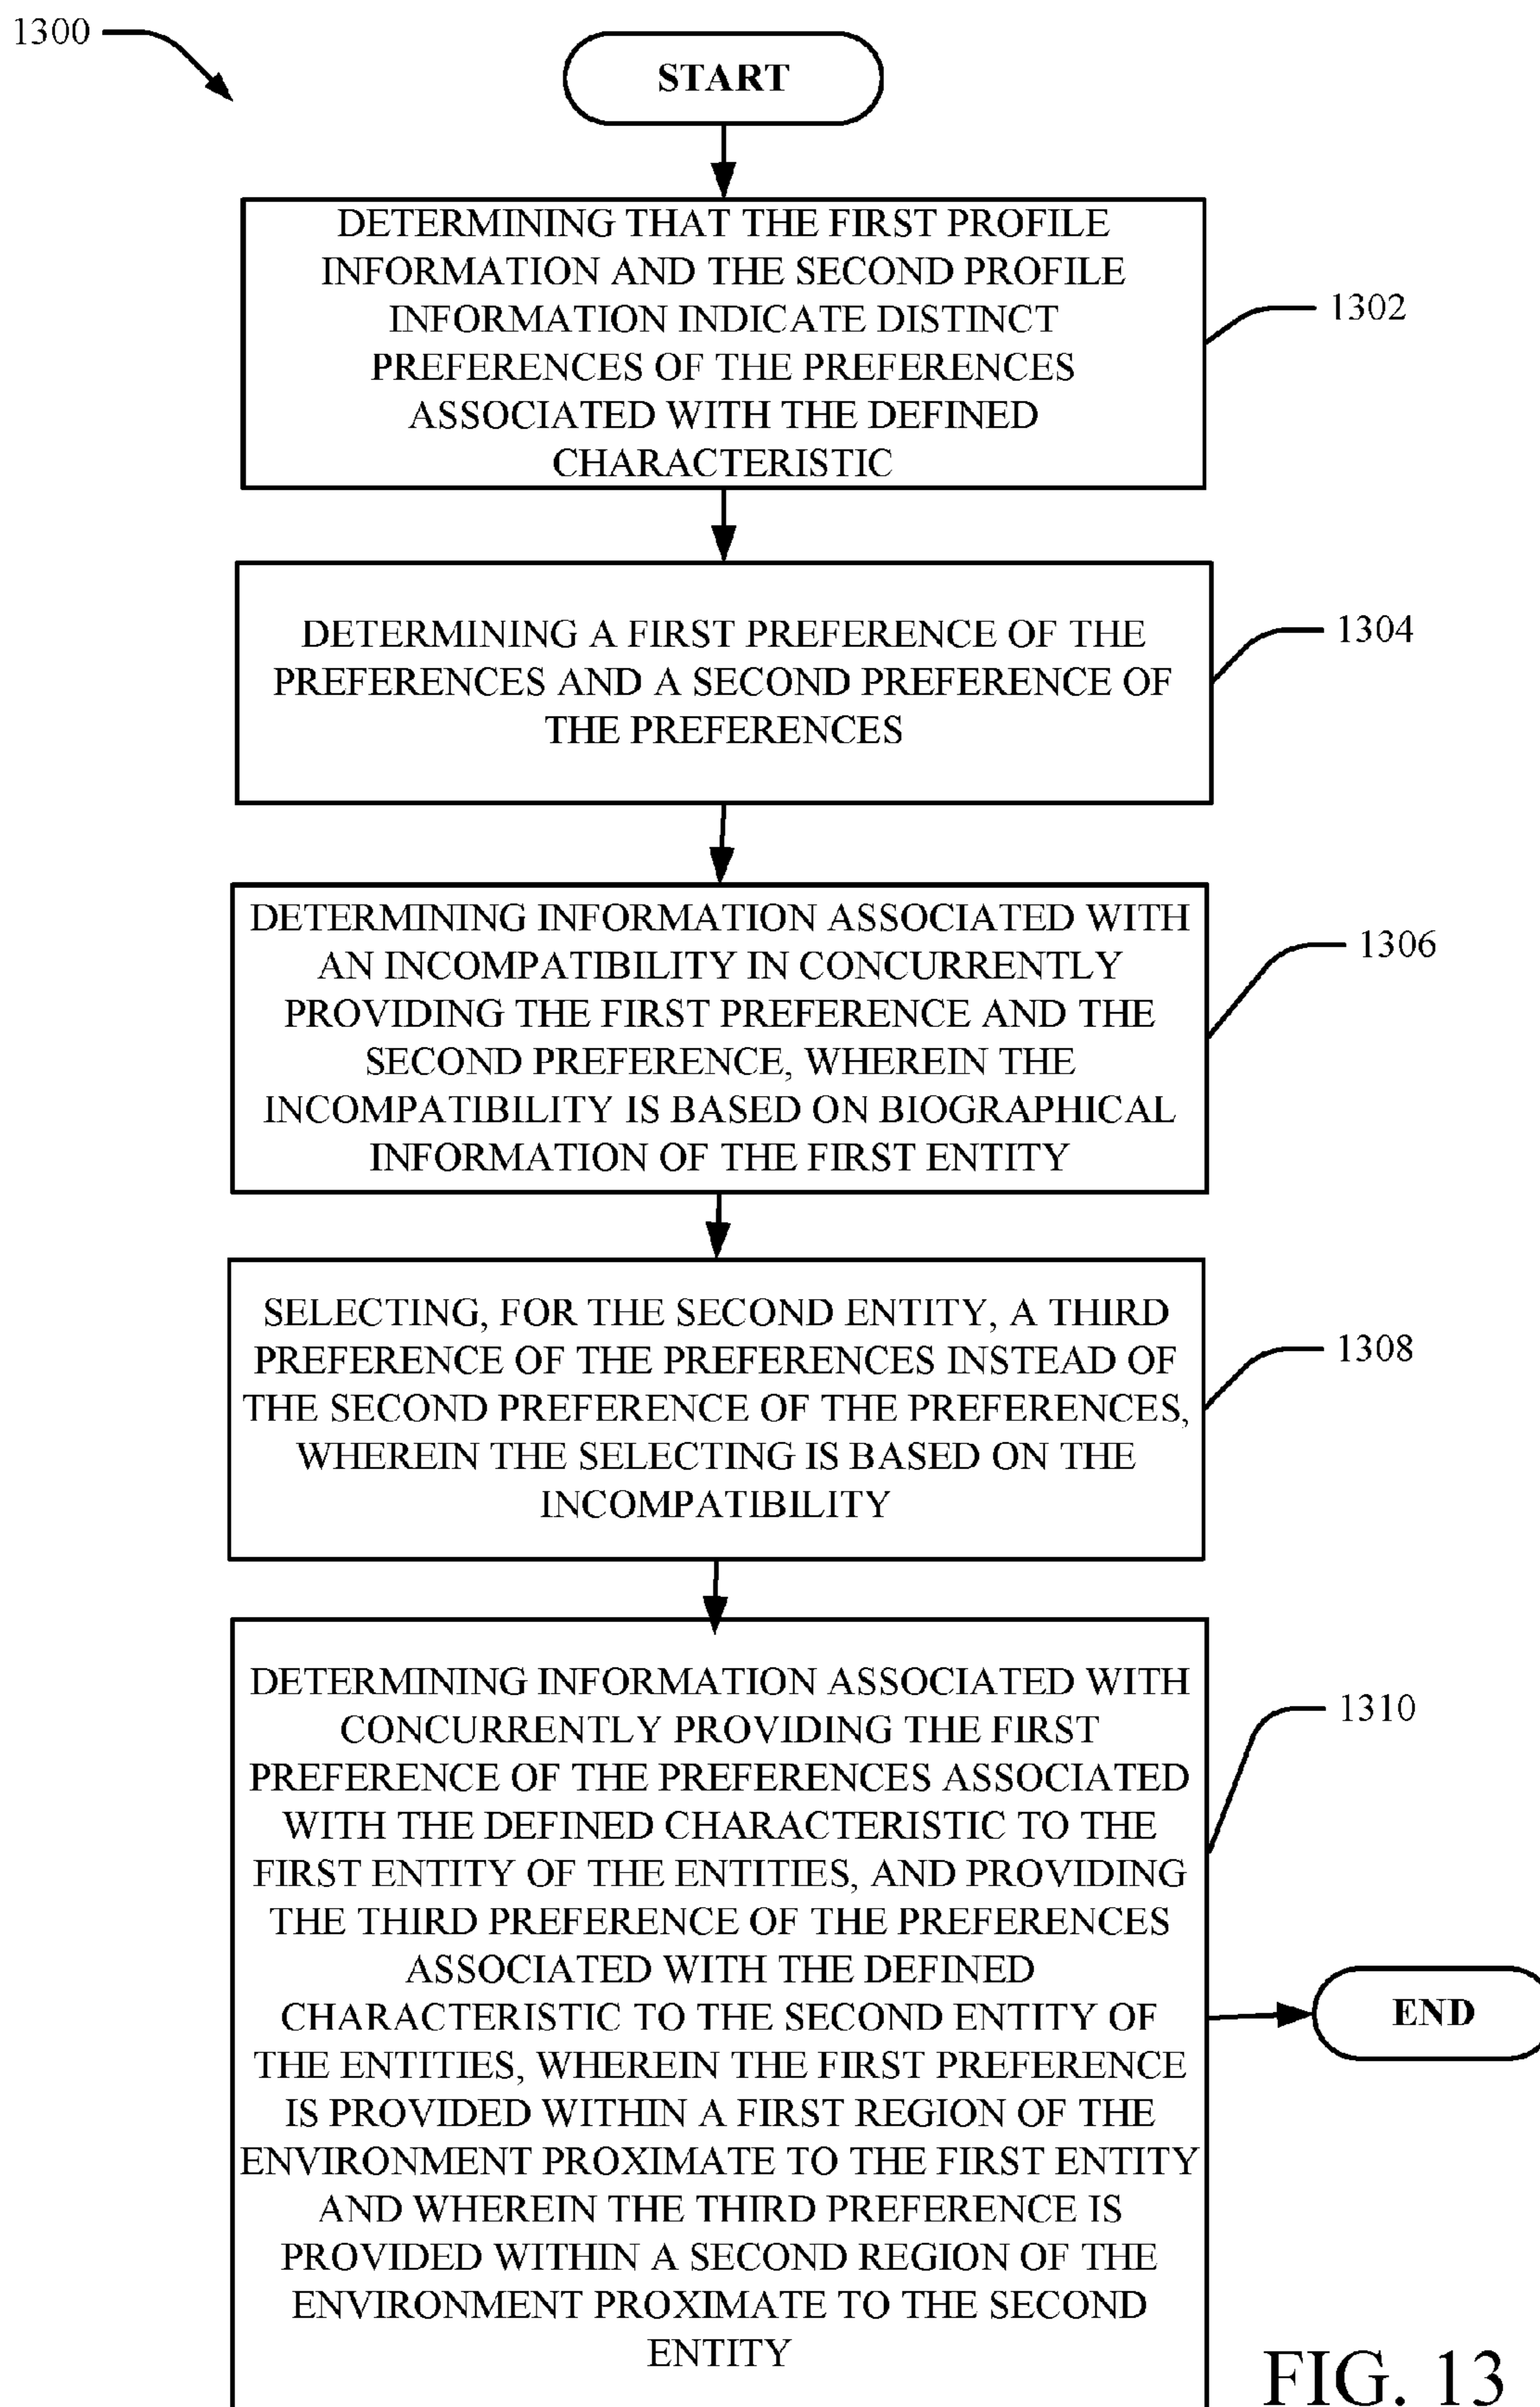 1300
START
DETERMINING THAT THE FIRST PROFILE
INFORMATION AND THE SECOND PROFILE
INFORMATION INDICATE DISTINCT
PREFERENCES OF THE PREFERENCES
ASSOCIATED WITH THE DEFINED
CHARACTERISTIC
1302
DETERMINING A FIRST PREFERENCE OF THE
PREFERENCES AND A SECOND PREFERENCE OF
THE PREFERENCES
1304
DETERMINING INFORMATION ASSOCIATED WITH
AN INCOMPATIBILITY IN CONCURRENTLY
PROVIDING THE FIRST PREFERENCE AND THE
SECOND PREFERENCE, WHEREIN THE
INCOMPATIBILITY IS BASED ON BIOGRAPHICAL
INFORMATION OF THE FIRST ENTITY
1306
SELECTING, FOR THE SECOND ENTITY, A THIRD
PREFERENCE OF THE PREFERENCES INSTEAD OF
THE SECOND PREFERENCE OF THE PREFERENCES,
WHEREIN THE SELECTING IS BASED ON THE
INCOMPATIBILITY
1308
DETERMINING INFORMATION ASSOCIATED WITH
CONCURRENTLY PROVIDING THE FIRST
PREFERENCE OF THE PREFERENCES ASSOCIATED
WITH THE DEFINED CHARACTERISTIC TO THE
FIRST ENTITY OF THE ENTITIES, AND PROVIDING
THE THIRD PREFERENCE OF THE PREFERENCES
ASSOCIATED WITH THE DEFINED
CHARACTERISTIC TO THE SECOND ENTITY OF
THE ENTITIES, WHEREIN THE FIRST PREFERENCE
IS PROVIDED WITHIN A FIRST REGION OF THE
ENVIRONMENT PROXIMATE TO THE FIRST ENTITY
AND WHEREIN THE THIRD PREFERENCE IS
PROVIDED WITHIN A SECOND REGION OF THE
ENVIRONMENT PROXIMATE TO THE SECOND
ENTITY
1310
END
FIG. 13